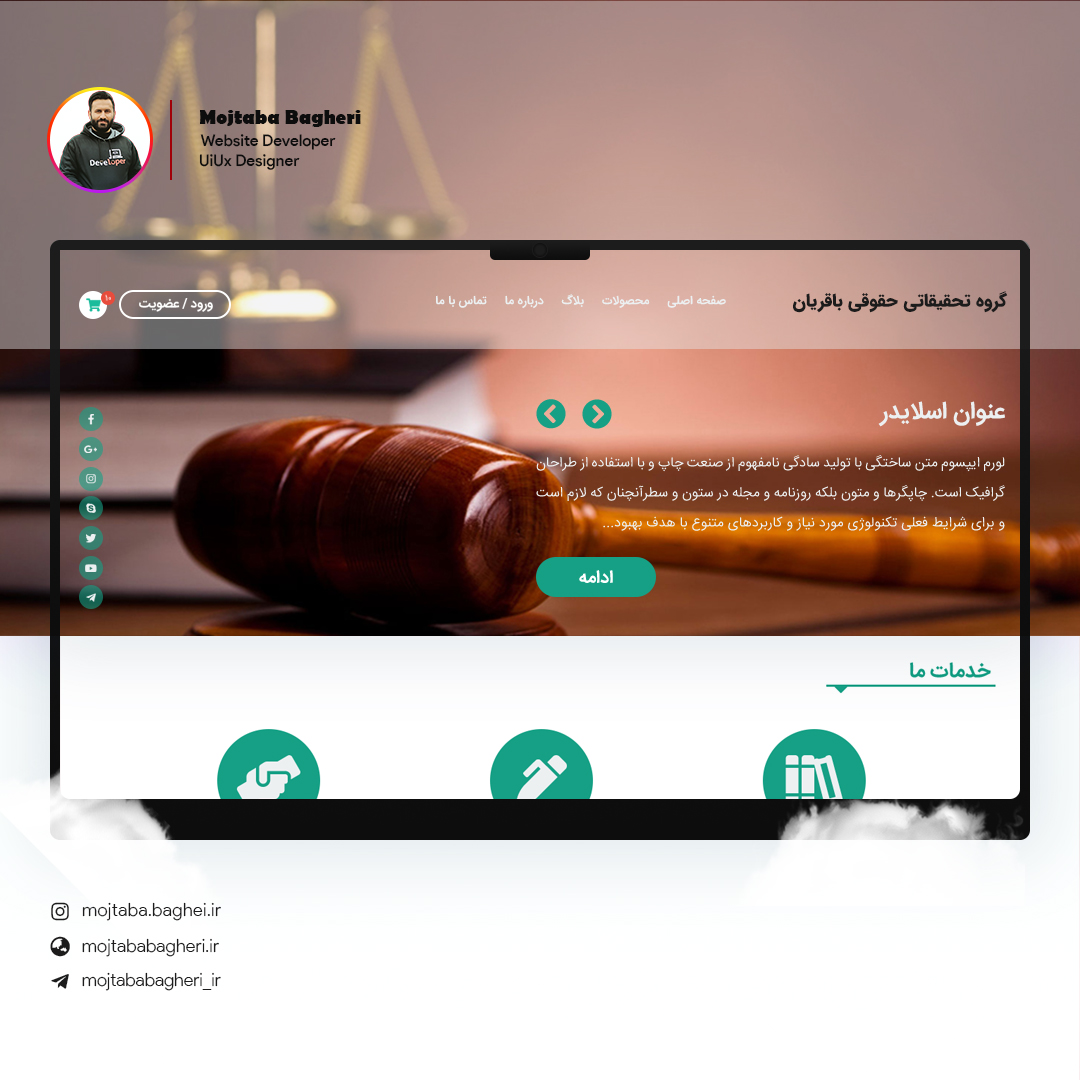 Mojtaba Bagheri
Website Developer
UiUx Designer
Developer
گروه تحقیقاتی حقوقی باقریان
صفحه اصلی
محصولات
بلاگ
درباره ما
تماس با ما
ورود / عضویت
۱۰
عنوان اسلایدر
لورم ایپسوم متن ساختگی با تولید سادگی نامفهوم از صنعت چاپ و با استفاده از طراحان
گرافیک است. چاپگرها و متون بلکه روزنامه و مجله در ستون و سطرآنچنان که لازم است
و برای شرایط فعلی تکنولوژی مورد نیاز و کاربردهای متنوع با هدف بهبود...
ادامه
خدمات ما
mojtaba.baghei.ir
mojtababagheri.ir
mojtababagheri_ir